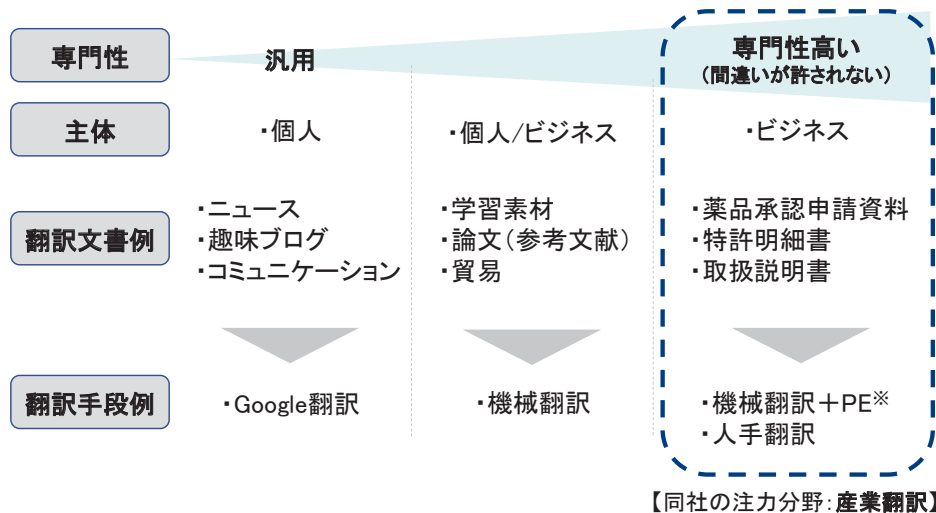 専門性
汎用
専門性高い
(間違いが許されない)
主体
・個人
・個人/ビジネス
・ビジネス
翻訳文書例
・ニュース
・趣味ブログ
・コミュニケーション
・学習素材
・論文(参考文献)
・貿易
・薬品承認申請資料
・特許明細書
・取扱説明書
翻訳手段例
・Google翻訳
・機械翻訳
・機械翻訳+PE※
・人手翻訳
【同社の注力分野:産業翻訳】